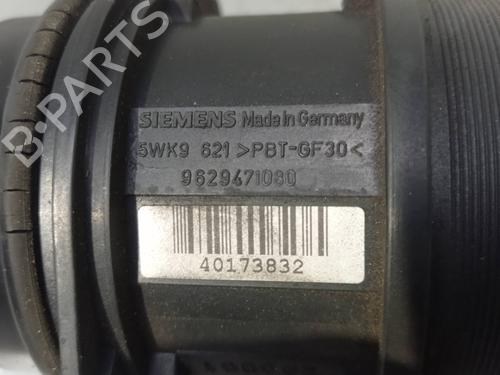 SIEMENS Made in Germany
5WK9 621 >PBT-GF30<
9629471080
40173832
B-PARTS